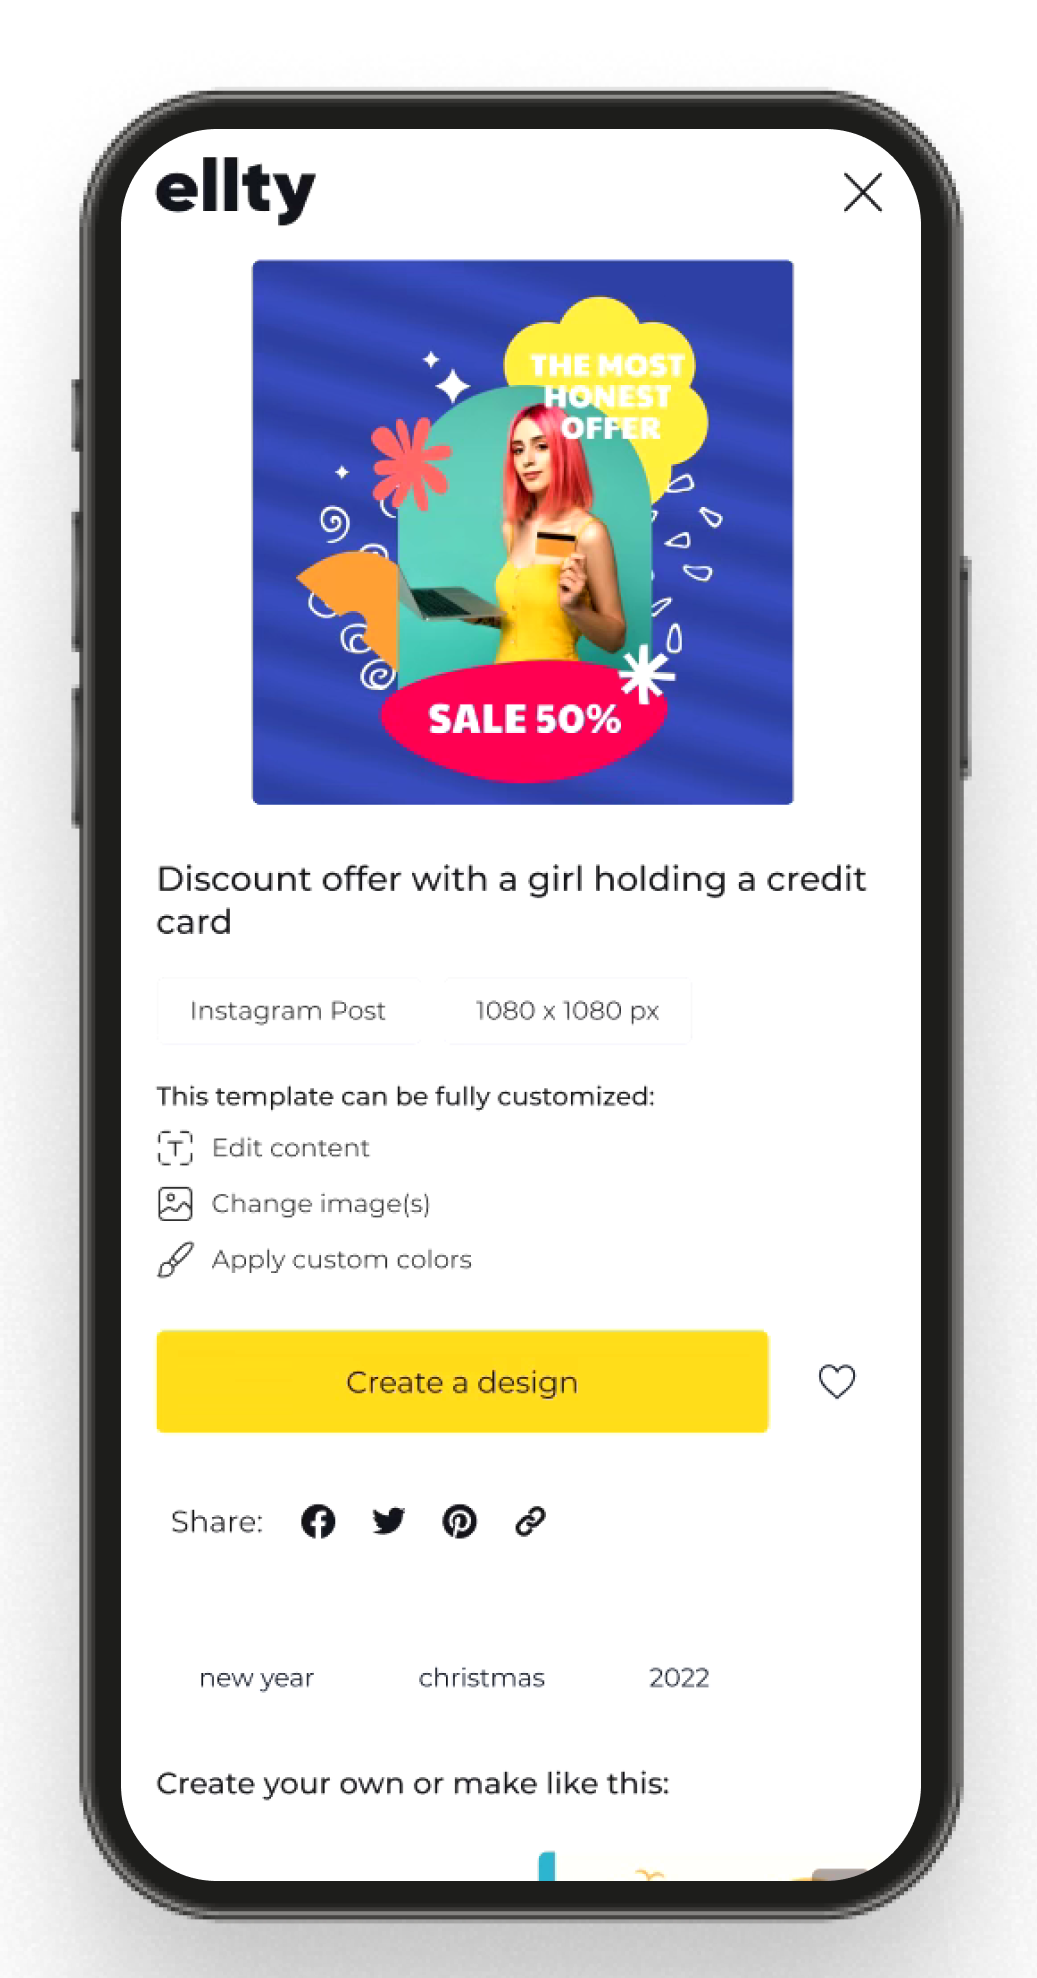 ellty
THE MOST
HONEST
OFFER
SALE 50%
Discount offer with a girl holding a credit
card
Instagram Post
1080 x 1080 px
This template can be fully customized:
Edit content
Change image(s)
Apply custom colors
Create a design
Share:
new year
christmas
2022
Create your own or make like this: